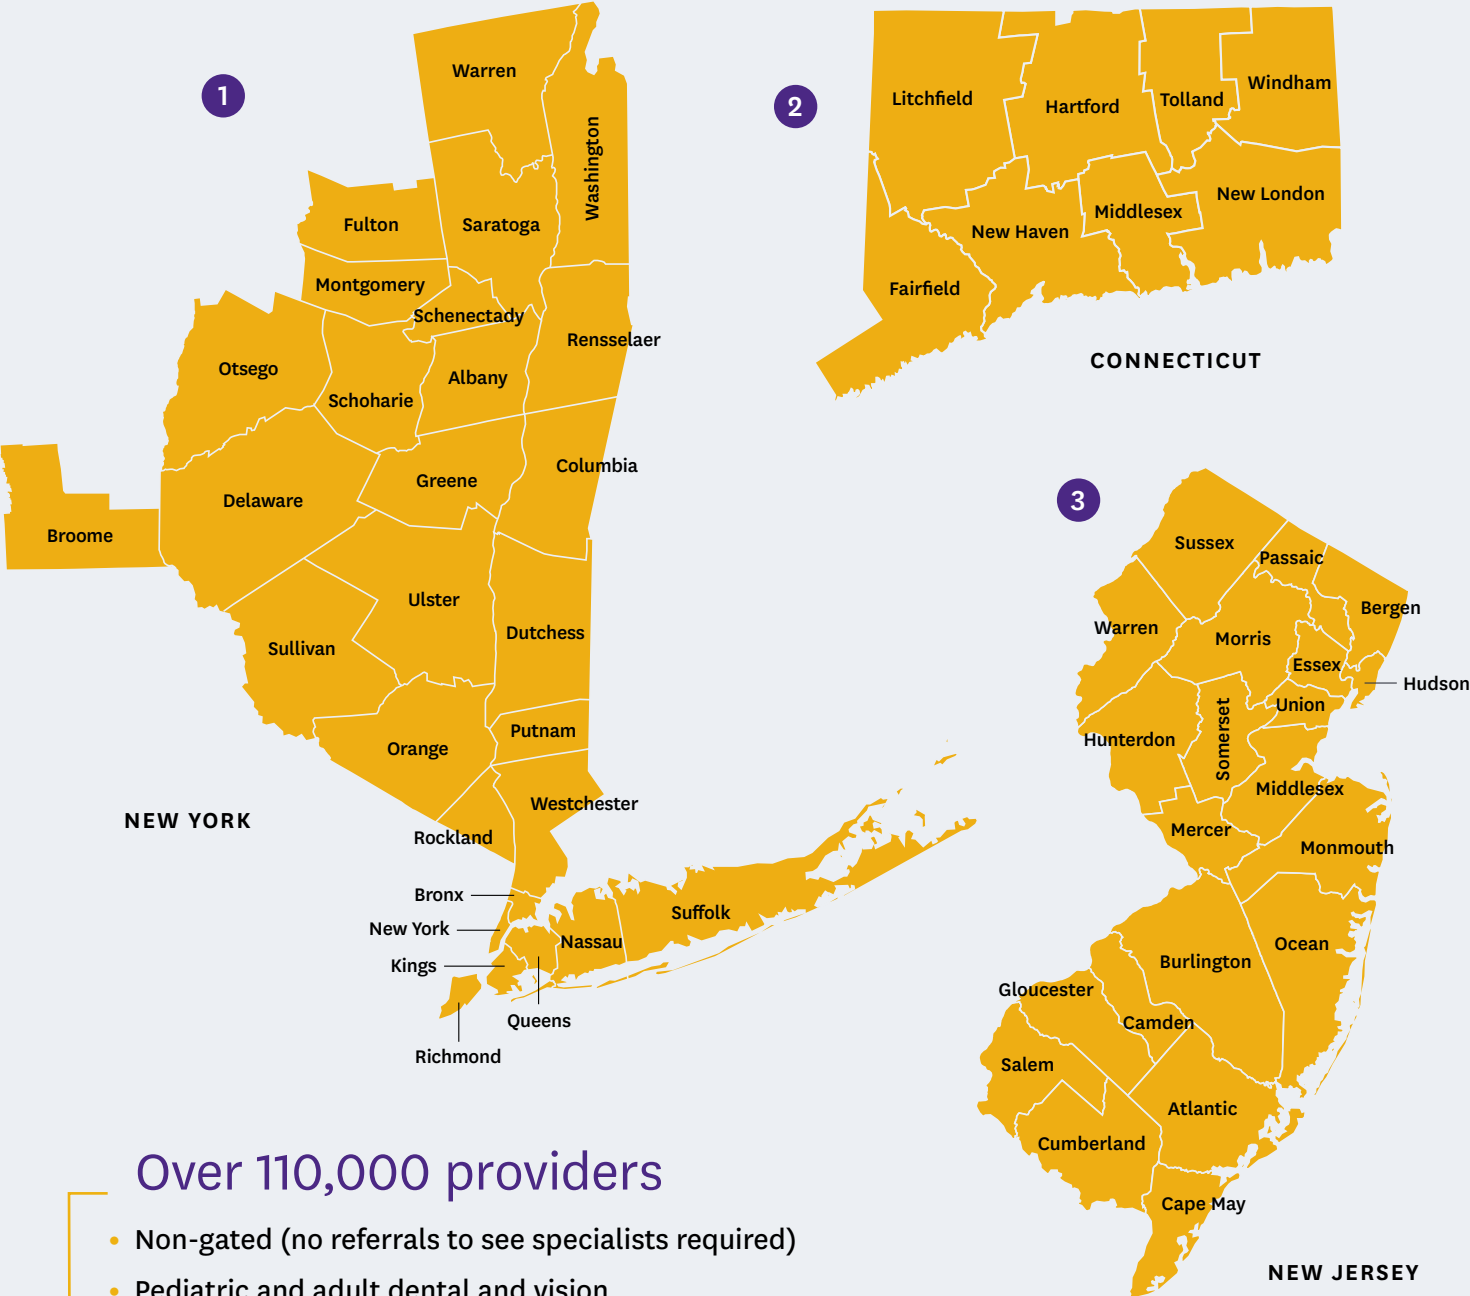 1
Warren
Washington
Fulton
Saratoga
Montgomery
Schenectady
Rensselaer
Otsego
Albany
Schoharie
Columbia
Greene
Delaware
Broome
Ulster
Dutchess
Sullivan
Putnam
Orange
Westchester
NEW YORK
Rockland
Bronx
Suffolk
New York
Nassau
Kings
Queens
Richmond
2
Litchfield
Hartford
Tolland
Windham
New London
Middlesex
New Haven
Fairfield
CONNECTICUT
3
Sussex
Passaic
Bergen
Warren
Morris
Essex
Hudson
Union
Somerset
Hunterdon
Middlesex
Mercer
Monmouth
Ocean
Burlington
Gloucester
Camden
Salem
Atlantic
Cumberland
Cape May
NEW JERSEY
Over 110,000 providers
• Non-gated (no referrals to see specialists required)
• Pediatric and adult dental and vision